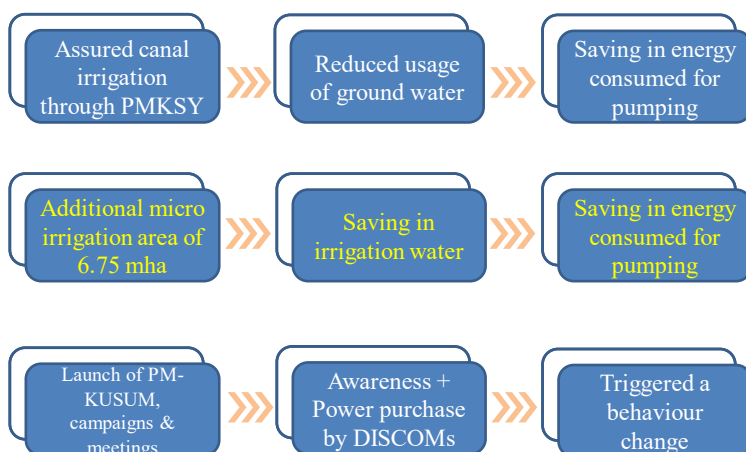 Assured canal
irrigation
through PMKSY
Reduced usage
of ground water
Saving in energy
consumed for
pumping
Additional micro
irrigation area of
6.75 mha
Saving in
irrigation water
Saving in energy
consumed for
pumping
Launch of PM-
KUSUM,
campaigns &
meetings
Awareness +
Power purchase
by DISCOMs
Triggered a
behaviour
change